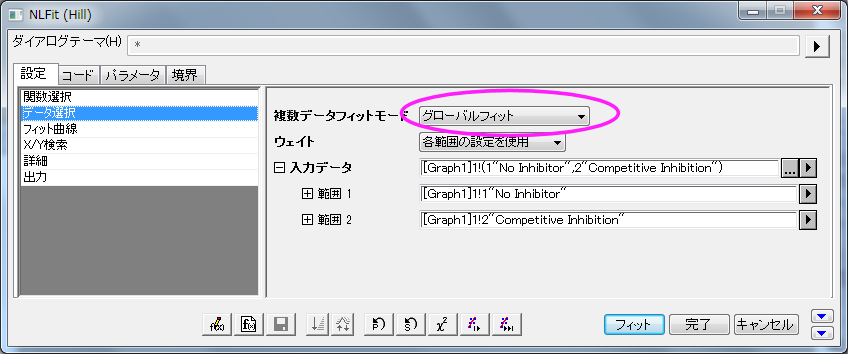 NLFit (Hill)
ダイアログテーマ(H) *
設定 コード パラメータ 境界
関数選択
データ選択
フィット曲線
X/Y検索
詳細
出力
複数データフィットモード グローバルフィット
ウェイト 各範囲の設定を使用
入力データ [Graph1]1!(1"No Inhibitor",2"Competitive Inhibition") ...
範囲 1 [Graph1]1!1"No Inhibitor"
範囲 2 [Graph1]1!2"Competitive Inhibition"
フィット 完了 キャンセル